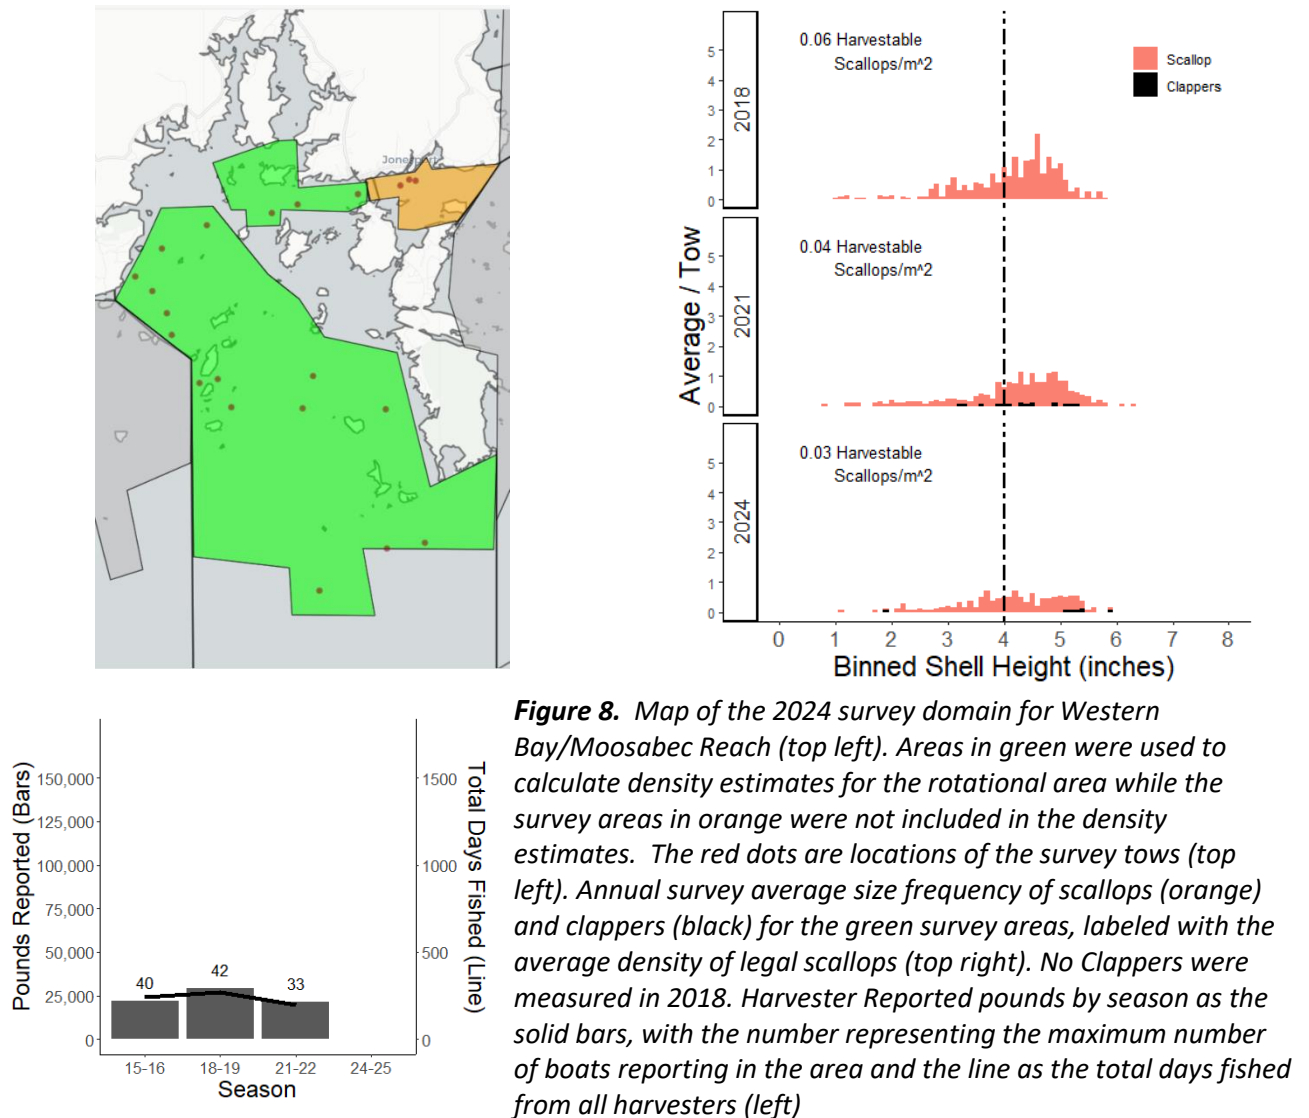 Jonesport
0.06 Harvestable
Scallops/m^2
Scallop
Clappers
5
4
3
2
1
0
2018
0.04 Harvestable
Scallops/m^2
5
4
3
2
1
0
2021
Average / Tow
0.03 Harvestable
Scallops/m^2
5
4
3
2
1
0
2024
0 1 2 3 4 5 6 7 8
Binned Shell Height (inches)
Pounds Reported (Bars)
150,000
125,000
100,000
75,000
50,000
25,000
0
40
42
33
1500
1000
500
0
Total Days Fished (Line)
15-16 18-19 21-22 24-25
Season
Figure 8. Map of the 2024 survey domain for Western
Bay/Moosabec Reach (top left). Areas in green were used to
calculate density estimates for the rotational area while the
survey areas in orange were not included in the density
estimates. The red dots are locations of the survey tows (top
left). Annual survey average size frequency of scallops (orange)
and clappers (black) for the green survey areas, labeled with the
average density of legal scallops (top right). No Clappers were
measured in 2018. Harvester Reported pounds by season as the
solid bars, with the number representing the maximum number
of boats reporting in the area and the line as the total days fished
from all harvesters (left)